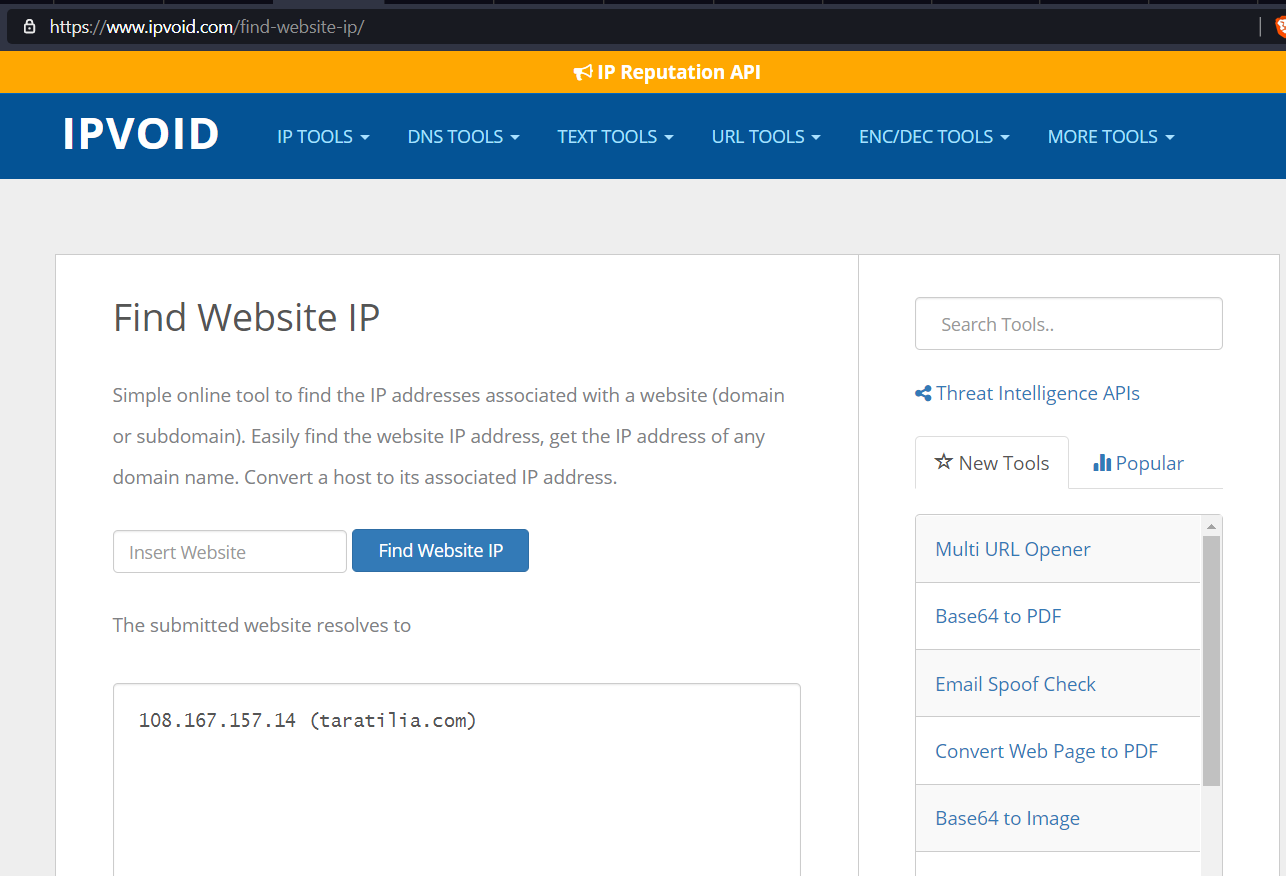 https://www.ipvoid.com/find-website-ip/
IP Reputation API
IPVOID
IP TOOLS
DNS TOOLS
TEXT TOOLS
URL TOOLS
ENC/DEC TOOLS
MORE TOOLS
Find Website IP
Simple online tool to find the IP addresses associated with a website (domain
or subdomain). Easily find the website IP address, get the IP address of any
domain name. Convert a host to its associated IP address.
Insert Website
Find Website IP
The submitted website resolves to
108.167.157.14 (taratilia.com)
Search Tools..
Threat Intelligence APIs
New Tools
Popular
Multi URL Opener
Base64 to PDF
Email Spoof Check
Convert Web Page to PDF
Base64 to Image